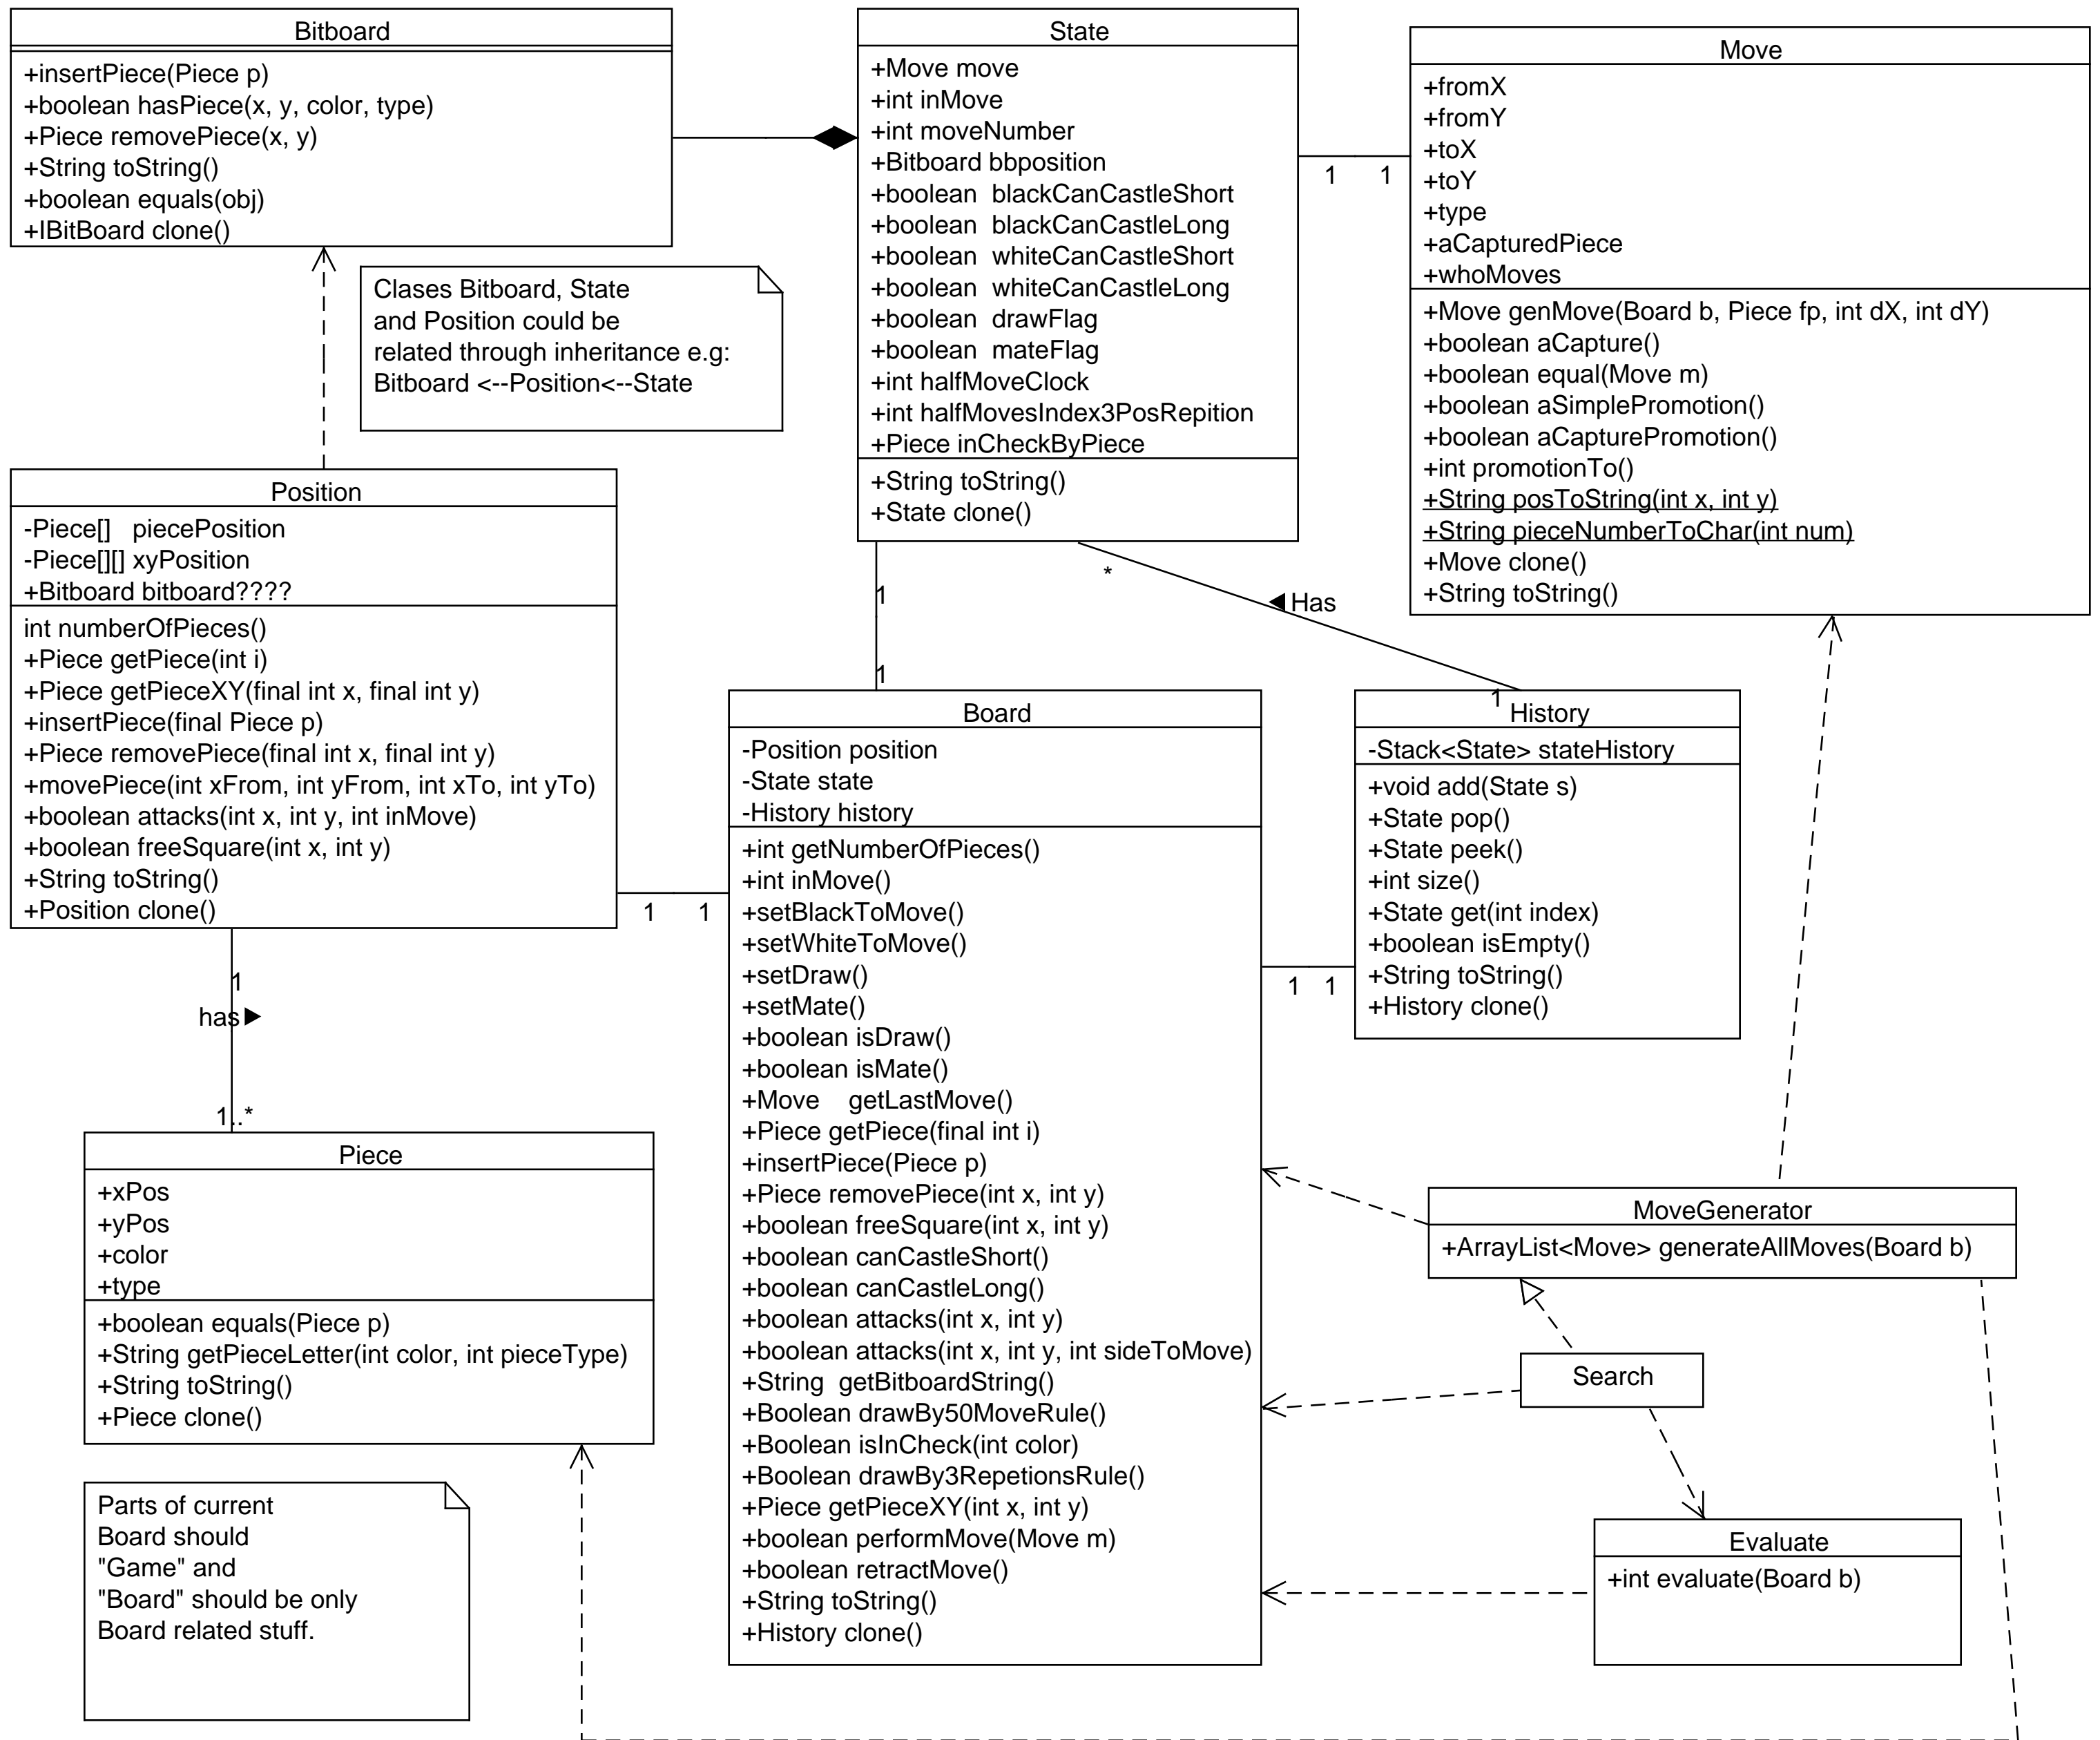 Bitboard
+insertPiece(Piece p)
+boolean hasPiece(x, y, color, type)
+Piece removePiece(x, y)
+String toString()
+boolean equals(obj)
+IBitBoard clone()
State
+Move move
+int inMove
+int moveNumber
+Bitboard bbposition
+boolean  blackCanCastleShort
+boolean  blackCanCastleLong
+boolean  whiteCanCastleShort
+boolean  whiteCanCastleLong
+boolean  drawFlag
+boolean  mateFlag
+int halfMoveClock
+int halfMovesIndex3PosRepition
+Piece inCheckByPiece
+String toString()
+State clone()
1 1
Move
+fromX
+fromY
+toX
+toY
+type
+aCapturedPiece
+whoMoves
+Move genMove(Board b, Piece fp, int dX, int dY)
+boolean aCapture()
+boolean equal(Move m)
+boolean aSimplePromotion()
+boolean aCapturePromotion()
+int promotionTo()
+String posToString(int x, int y)
+String pieceNumberToChar(int num)
+Move clone()
+String toString()
Clases Bitboard, State
and Position could be
related through inheritance e.g:
Bitboard <--Position<--State
Position
-Piece[]   piecePosition
-Piece[][] xyPosition
+Bitboard bitboard????
int numberOfPieces()
+Piece getPiece(int i)
+Piece getPieceXY(final int x, final int y)
+insertPiece(final Piece p)
+Piece removePiece(final int x, final int y)
+movePiece(int xFrom, int yFrom, int xTo, int yTo)
+boolean attacks(int x, int y, int inMove)
+boolean freeSquare(int x, int y)
+String toString()
+Position clone()
1 1
1
1
*
◀Has
1
Board
-Position position
-State state
-History history
+int getNumberOfPieces()
+int inMove()
+setBlackToMove()
+setWhiteToMove()
+setDraw()
+setMate()
+boolean isDraw()
+boolean isMate()
+Move    getLastMove()
+Piece getPiece(final int i)
+insertPiece(Piece p)
+Piece removePiece(int x, int y)
+boolean freeSquare(int x, int y)
+boolean canCastleShort()
+boolean canCastleLong()
+boolean attacks(int x, int y)
+boolean attacks(int x, int y, int sideToMove)
+String  getBitboardString()
+Boolean drawBy50MoveRule()
+Boolean isInCheck(int color)
+Boolean drawBy3RepetionsRule()
+Piece getPieceXY(int x, int y)
+boolean performMove(Move m)
+boolean retractMove()
+String toString()
+History clone()
1 1
History
-Stack<State> stateHistory
+void add(State s)
+State pop()
+State peek()
+int size()
+State get(int index)
+boolean isEmpty()
+String toString()
+History clone()
1
has▶
1..*
Piece
+xPos
+yPos
+color
+type
+boolean equals(Piece p)
+String getPieceLetter(int color, int pieceType)
+String toString()
+Piece clone()
MoveGenerator
+ArrayList<Move> generateAllMoves(Board b)
Search
Evaluate
+int evaluate(Board b)
Parts of current
Board should
"Game" and
"Board" should be only
Board related stuff.